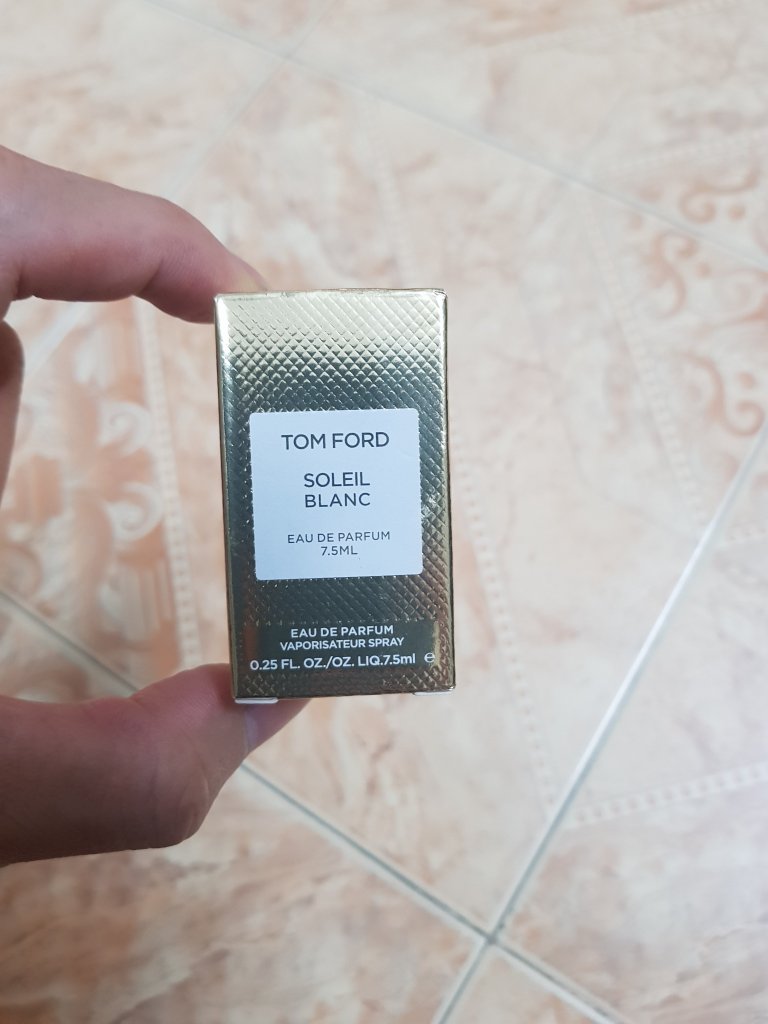 TOM FORD
SOLEIL
BLANC
EAU DE PARFUM
7.5ML
EAU DE PARFUM
VAPORISATEUR SPRAY
0.25 FL. OZ./OZ. LIQ.7.5ml ℮